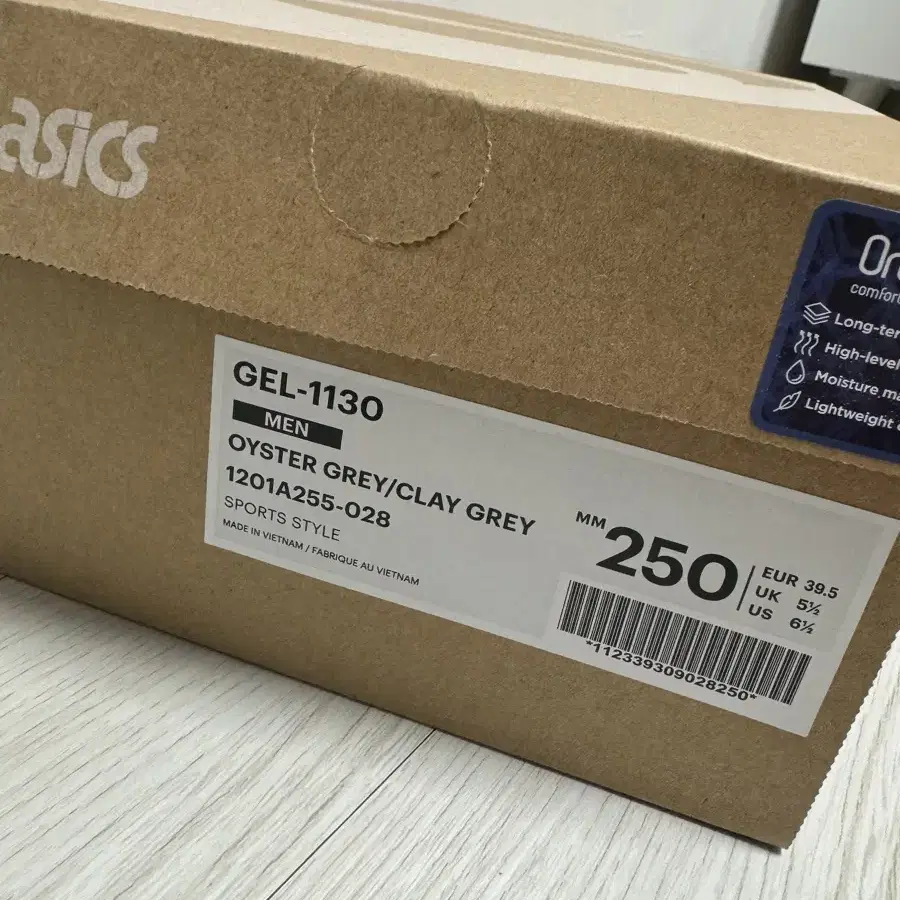 asics
comfort
Long-ter
High-level
Moisture ma
Lightweight
GEL-1130
MEN
OYSTER GREY/CLAY GREY
1201A255-028
SPORTS STYLE
MADE IN VIETNAM / FABRIQUE AU VIETNAM
MM 250
EUR 39.5
UK 5½
US 6½
*112339309028250*